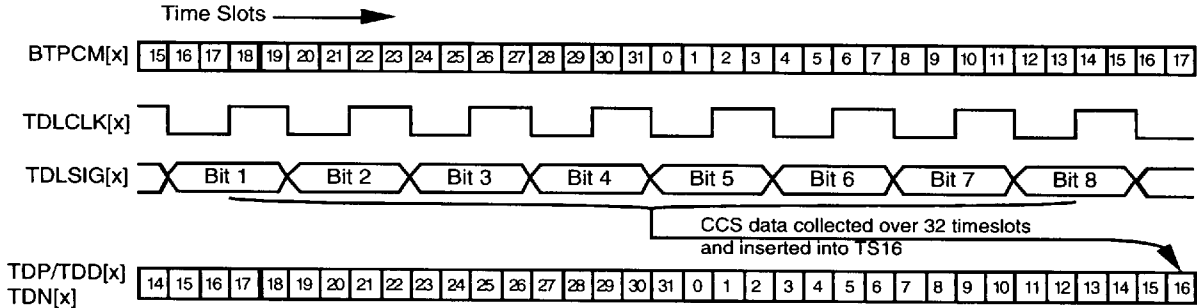 Time Slots
BTPCM[x] 15 16 17 18 19 20 21 22 23 24 25 26 27 28 29 30 31 0 1 2 3 4 5 6 7 8 9 10 11 12 13 14 15 16 17
TDLCLK[x]
TDLSIG[x] Bit 1 Bit 2 Bit 3 Bit 4 Bit 5 Bit 6 Bit 7 Bit 8
CCS data collected over 32 timeslots
and inserted into TS16
TDP/TDD[x]
TDN[x] 14 15 16 17 18 19 20 21 22 23 24 25 26 27 28 29 30 31 0 1 2 3 4 5 6 7 8 9 10 11 12 13 14 15 16